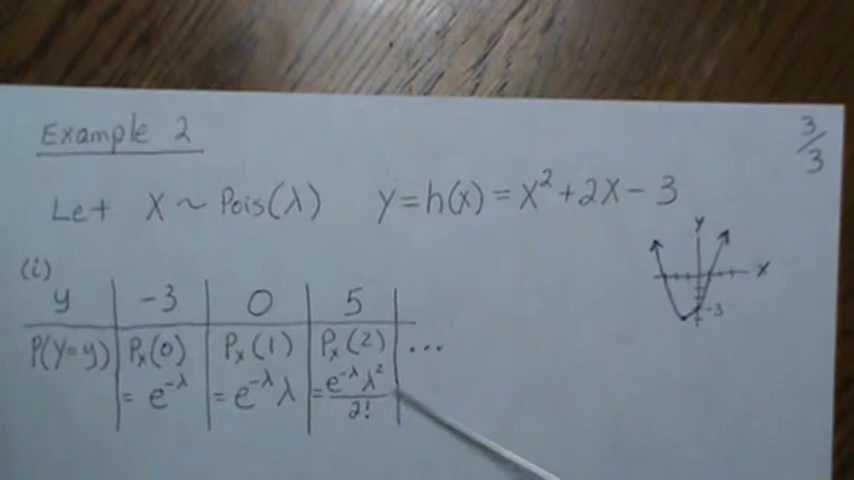 Example 2
3/3
Let X ~ Pois(λ) Y = h(x) = X² + 2X - 3
Y
X
-3
(i)
y | -3 | 0 | 5 |
P(Y=y) | Pₓ(0) | Pₓ(1) | Pₓ(2) | ...
= e^-λ | = e^-λ λ | = e^-λ λ² / 2!